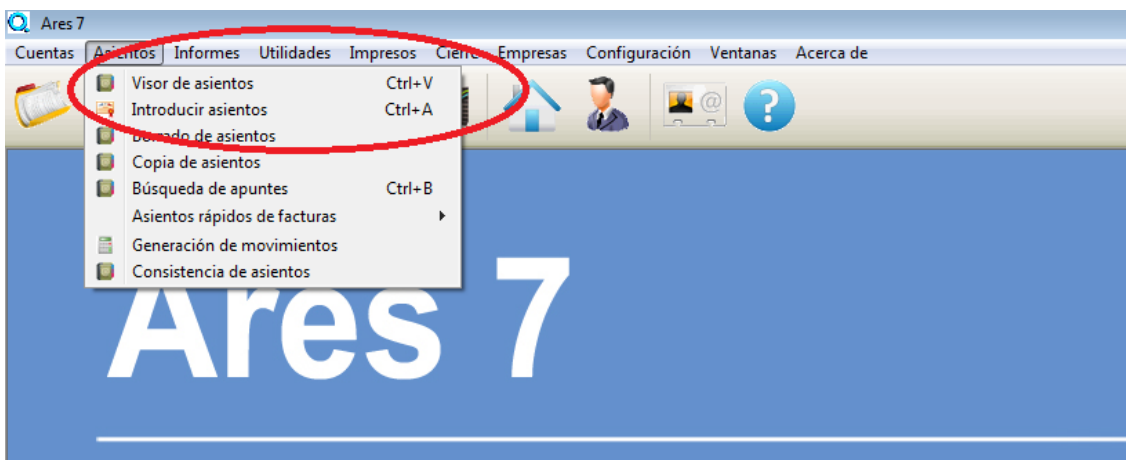 Ares 7
Cuentas Asientos Informes Utilidades Impresos Cierre Empresas Configuración Ventanas Acerca de
Visor de asientos Ctrl+V
Introducir asientos Ctrl+A
Borrado de asientos
Copia de asientos
Búsqueda de apuntes Ctrl+B
Asientos rápidos de facturas
Generación de movimientos
Consistencia de asientos
Ares 7